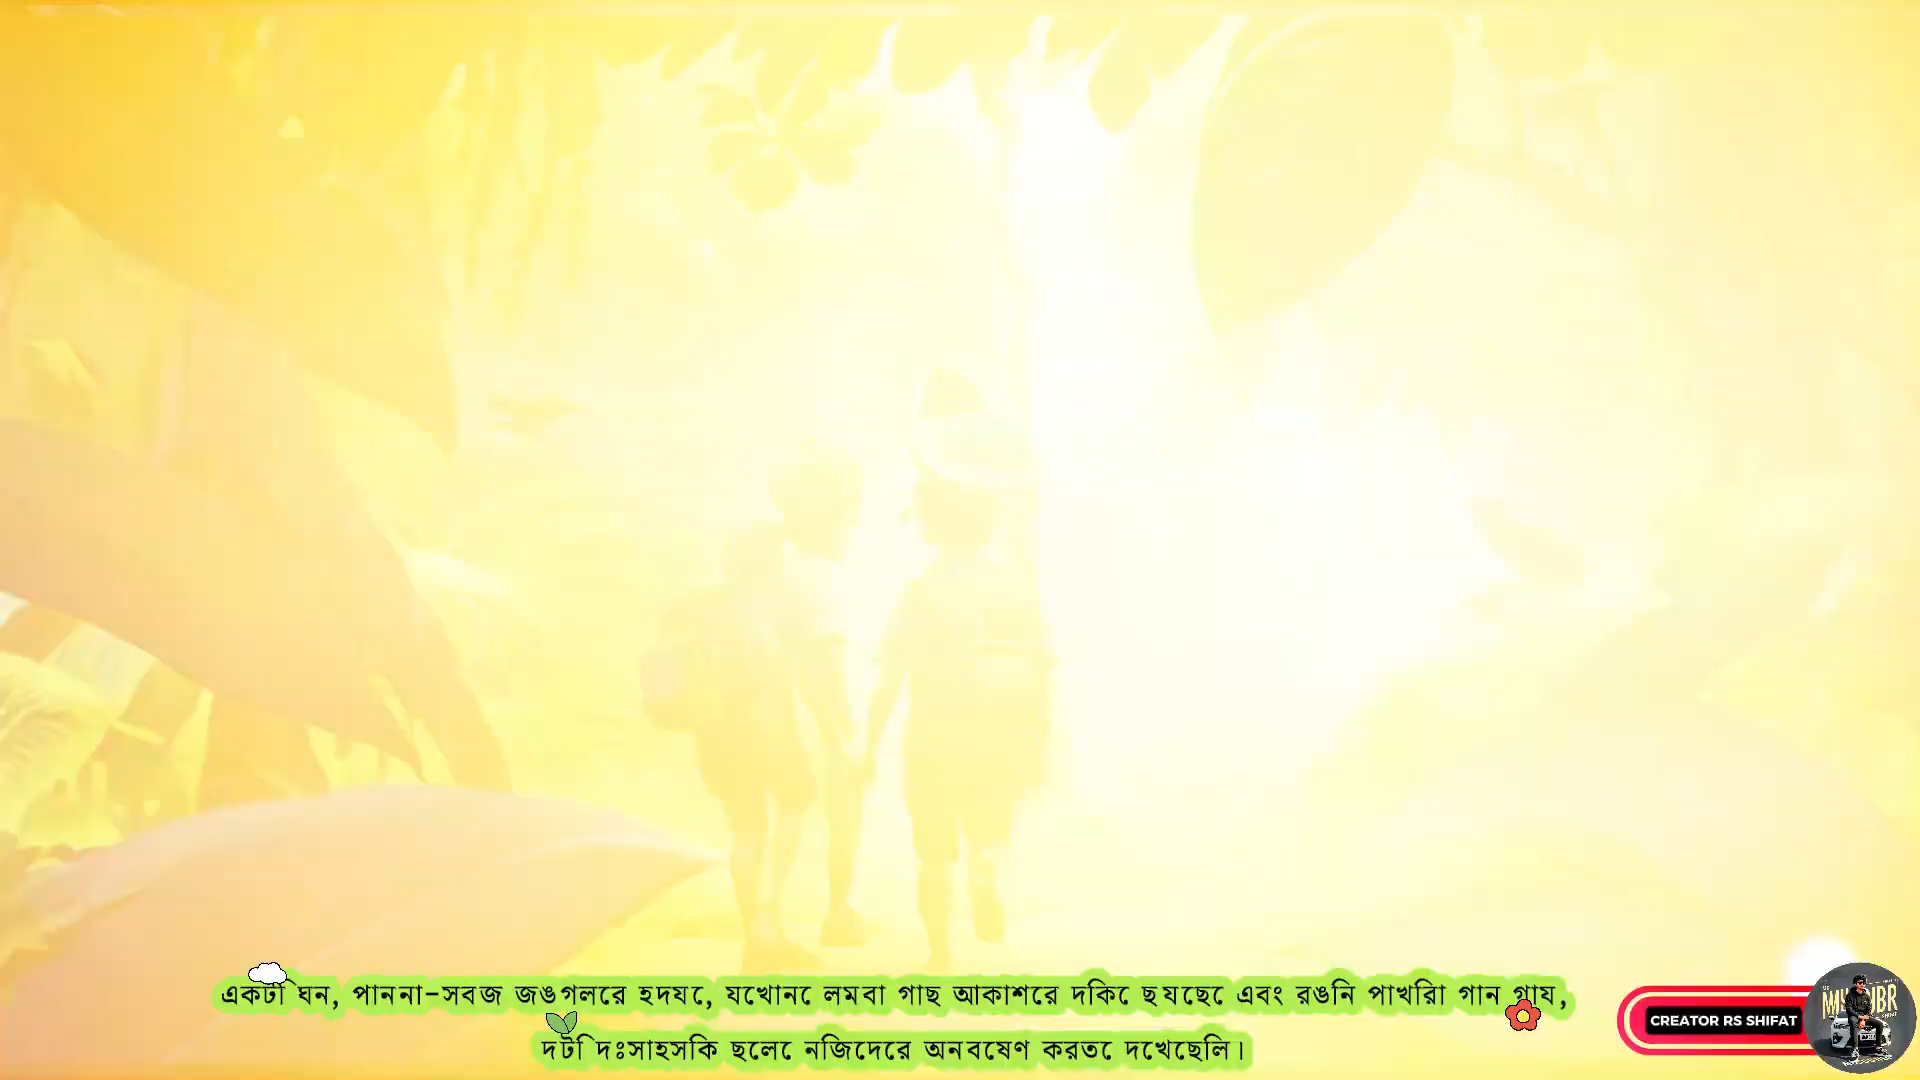 একটা ঘন, পাননা-সবজ জঙগলরে হদযে, যখোনে লমবা গাছ আকাশরে দকিে ছযছেে এবং রঙনি পাখরিা গান গায,
দটাি দঃসাহসকি ছলেে নজিদেরে অনবষেণ করতে দখেছেলি।
CREATOR RS SHIFAT